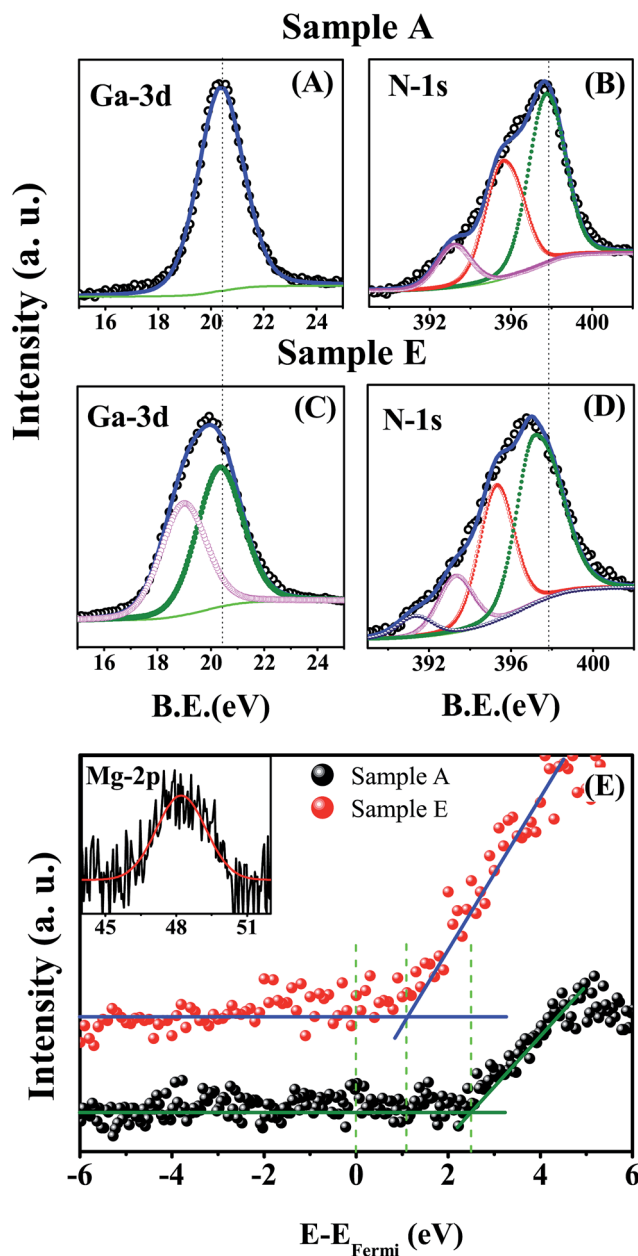 Sample A
Ga-3d
(A)
N-1s
(B)
16 18 20 22 24
392 396 400
Intensity (a. u.)
Sample E
Ga-3d
(C)
N-1s
(D)
16 18 20 22 24
392 396 400
B.E.(eV)
B.E.(eV)
Mg-2p
45 48 51
Sample A
Sample E
(E)
Intensity (a. u.)
-6 -4 -2 0 2 4 6
E-E_Fermi (eV)